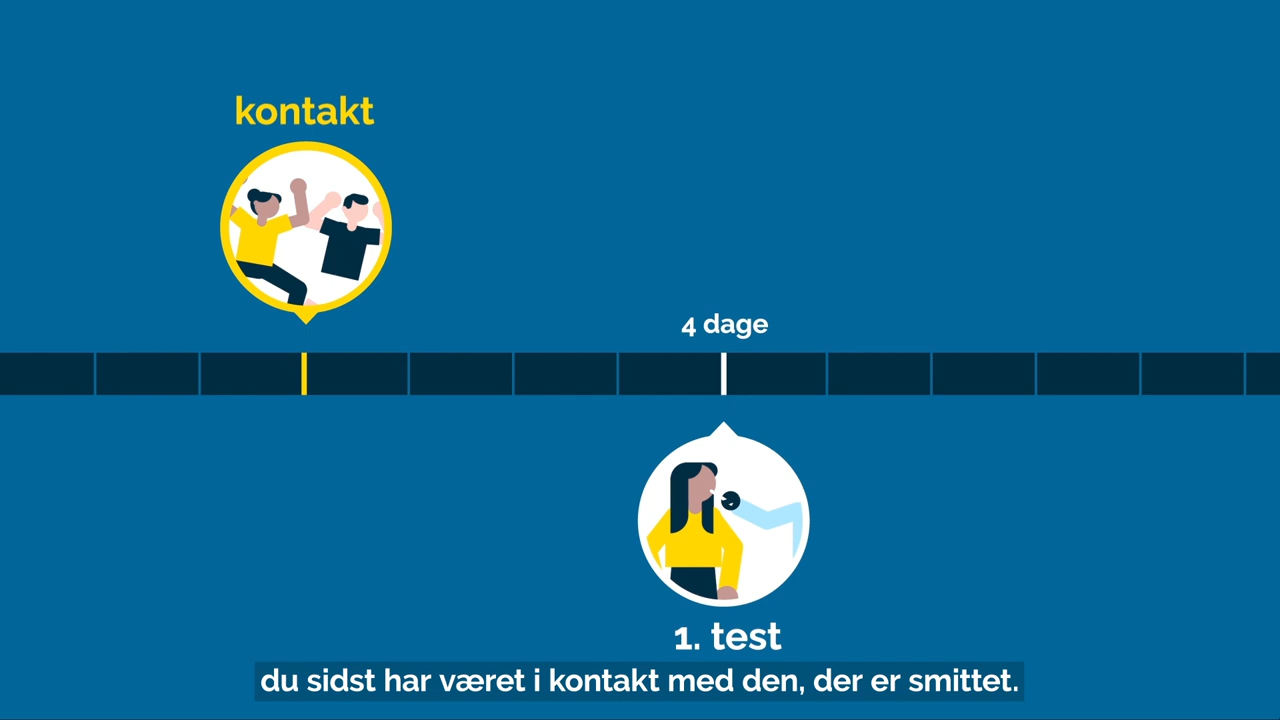 kontakt
4 dage
1. test
du sidst har været i kontakt med den, der er smittet.